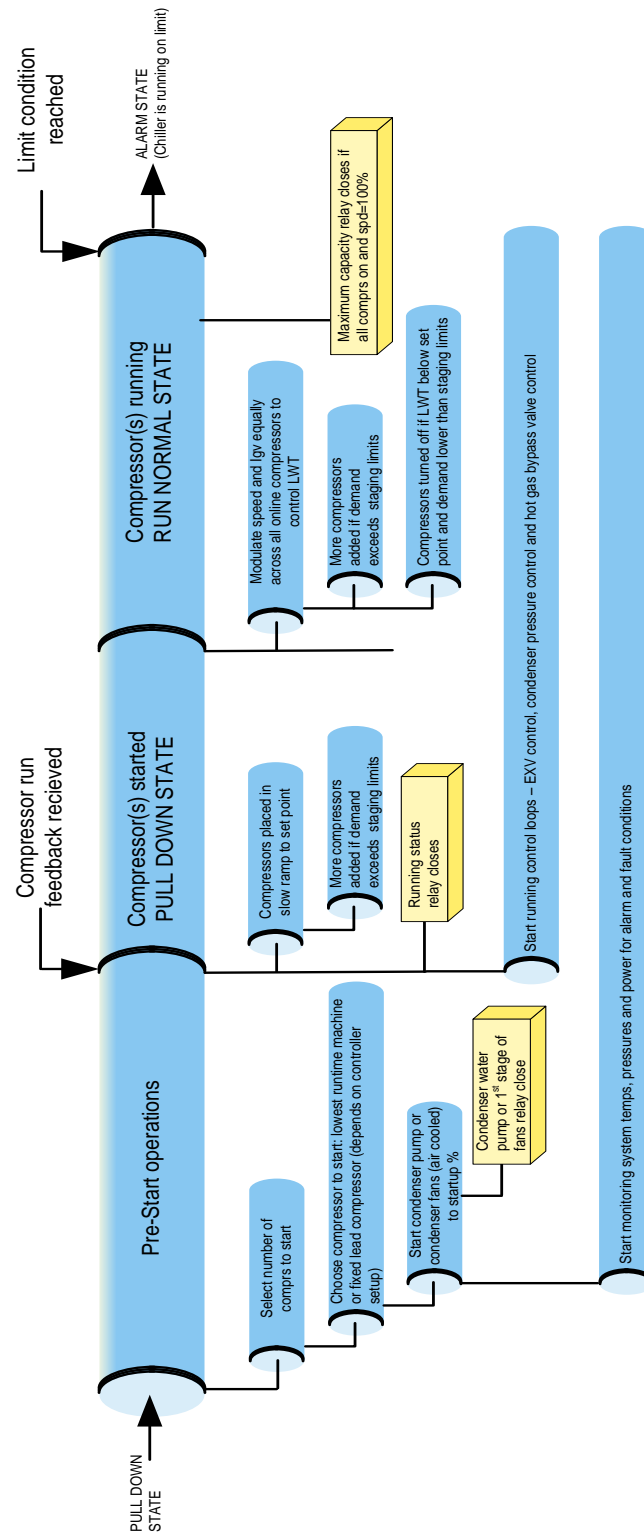 Compressor run
feedback recieved
Limit condition
reached
PULL DOWN
STATE
Pre-Start operations
Compressor(s) started
PULL DOWN STATE
Compressor(s) running
RUN NORMAL STATE
ALARM STATE
(Chiller is running on limit)
Select number of
comprs to start
Choose compressor to start: lowest runtime machine
or fixed lead compressor (depends on controller
setup)
Start condenser pump or
condenser fans (air cooled)
to startup %
Condenser water
pump or 1st stage of
fans relay close
Compressors placed in
slow ramp to set point
More compressors
added if demand
exceeds staging limits
Running status
relay closes
Modulate speed and Igv equally
across all online compressors to
control LWT
More compressors
added if demand
exceeds staging limits
Compressors turned off if LWT below set
point and demand lower than staging limits
Maximum capacity relay closes if
all comprs on and spd=100%
Start running control loops – EXV control, condenser pressure control and hot gas bypass valve control
Start monitoring system temps, pressures and power for alarm and fault conditions